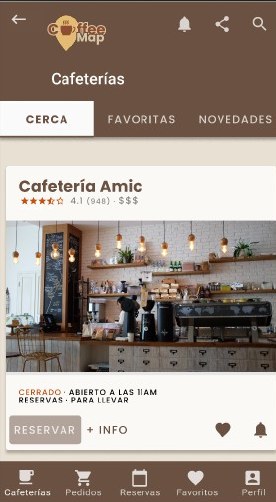 Coffee
Map
Cafeterías
CERCA FAVORITAS NOVEDADES
Cafetería Amic
4.1 (948) · $$$
CERRADO · ABIERTO A LAS 11AM
RESERVAS · PARA LLEVAR
RESERVAR + INFO
Cafeterías Pedidos Reservas Favoritos Perfil